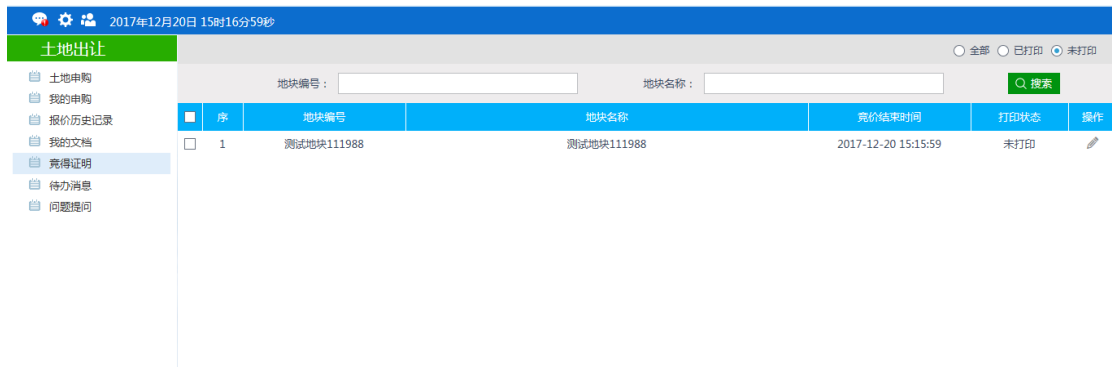 2017年12月20日 15时16分59秒
土地出让
全部 已打印 未打印
土地申购
我的申购
报价历史记录
我的文档
竞得证明
待办消息
问题提问
地块编号： 地块名称： 搜索
序 地块编号 地块名称 竞价结束时间 打印状态 操作
1 测试地块111988 测试地块111988 2017-12-20 15:15:59 未打印